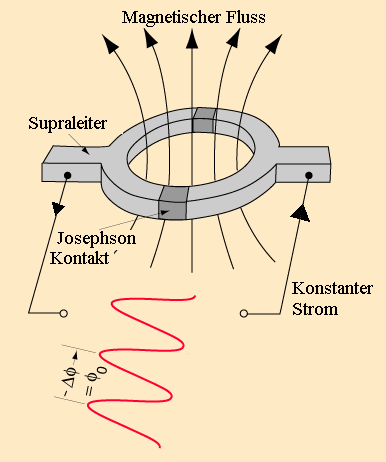 Magnetischer Fluss
Supraleiter
Josephson
Kontakt ´
Konstanter
Strom
- Δϕ
= ϕ0